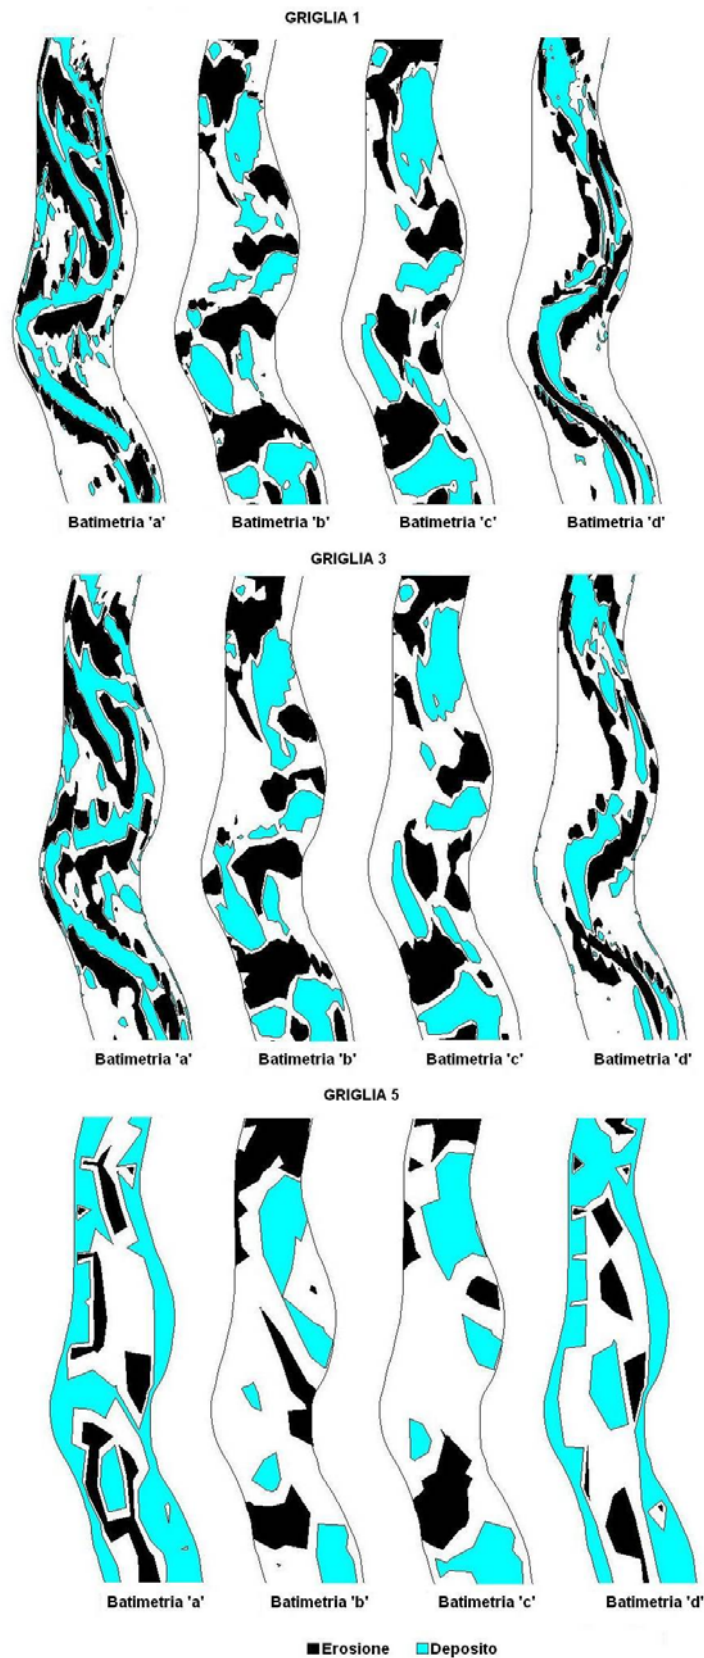 GRIGLIA 1
Batimetria 'a' Batimetria 'b' Batimetria 'c' Batimetria 'd'
GRIGLIA 3
Batimetria 'a' Batimetria 'b' Batimetria 'c' Batimetria 'd'
GRIGLIA 5
Batimetria 'a' Batimetria 'b' Batimetria 'c' Batimetria 'd'
Erosione Deposito